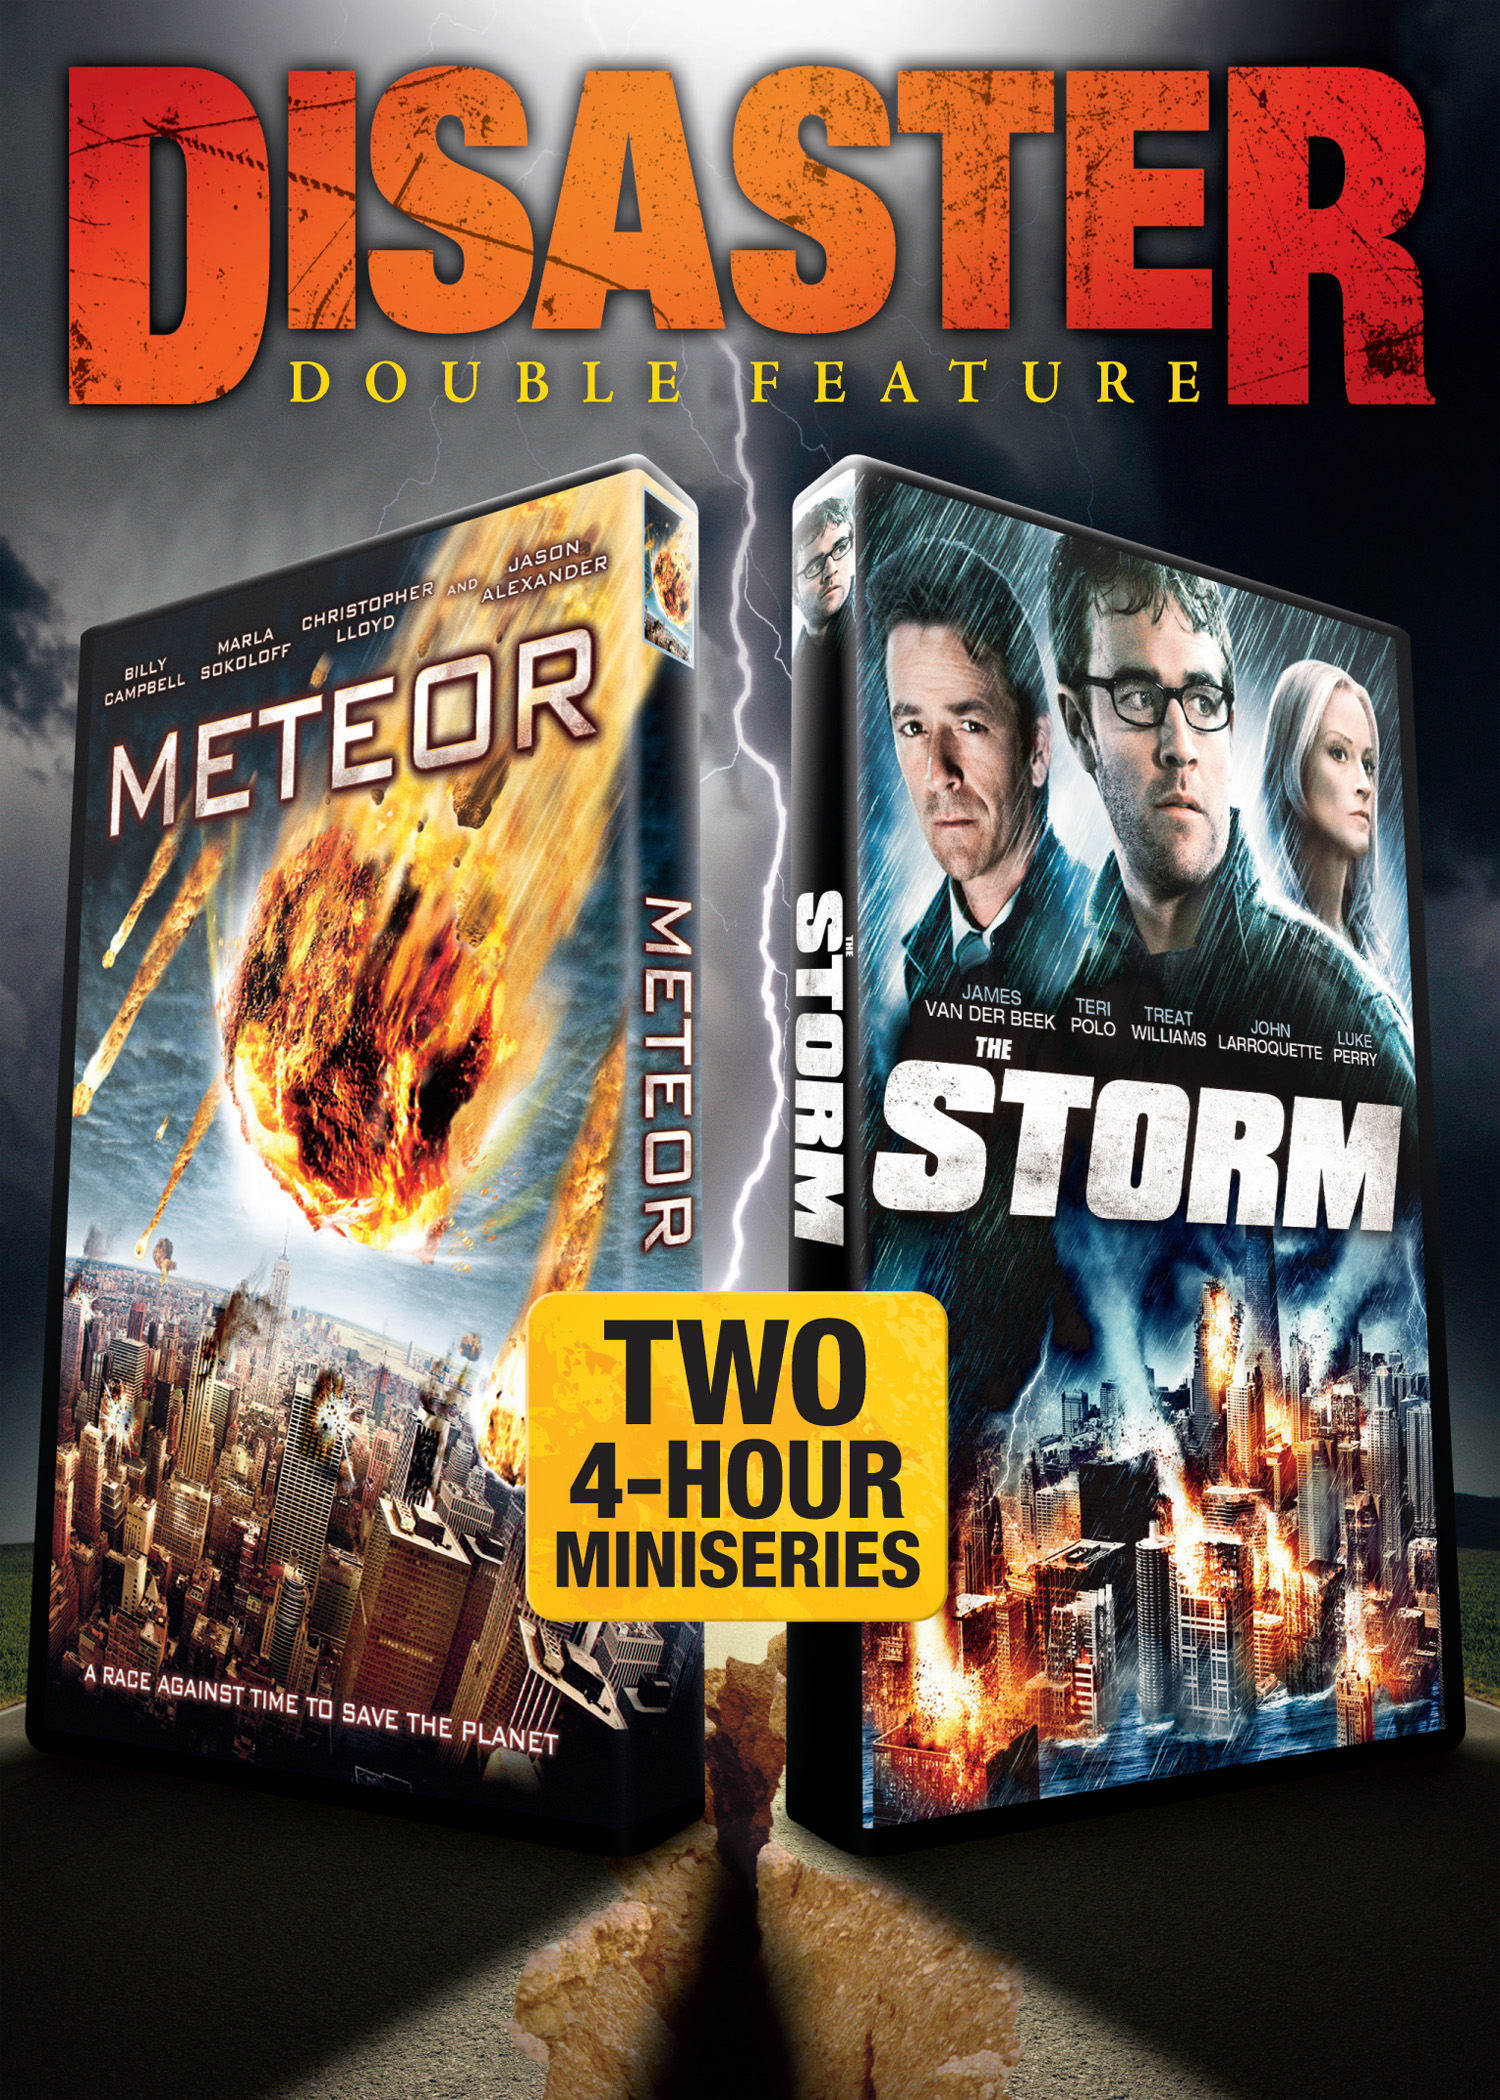 DISASTER
DOUBLE FEATURE
BILLY
CAMPBELL
MARLA
SOKOLOFF
CHRISTOPHER
LLOYD
AND
JASON
ALEXANDER
METEOR
METEOR
A RACE AGAINST TIME TO SAVE THE PLANET
THE
STORM
JAMES
VAN DER BEEK
TERI
POLO
TREAT
WILLIAMS
JOHN
LARROQUETTE
LUKE
PERRY
THE
STORM
TWO
4-HOUR
MINISERIES